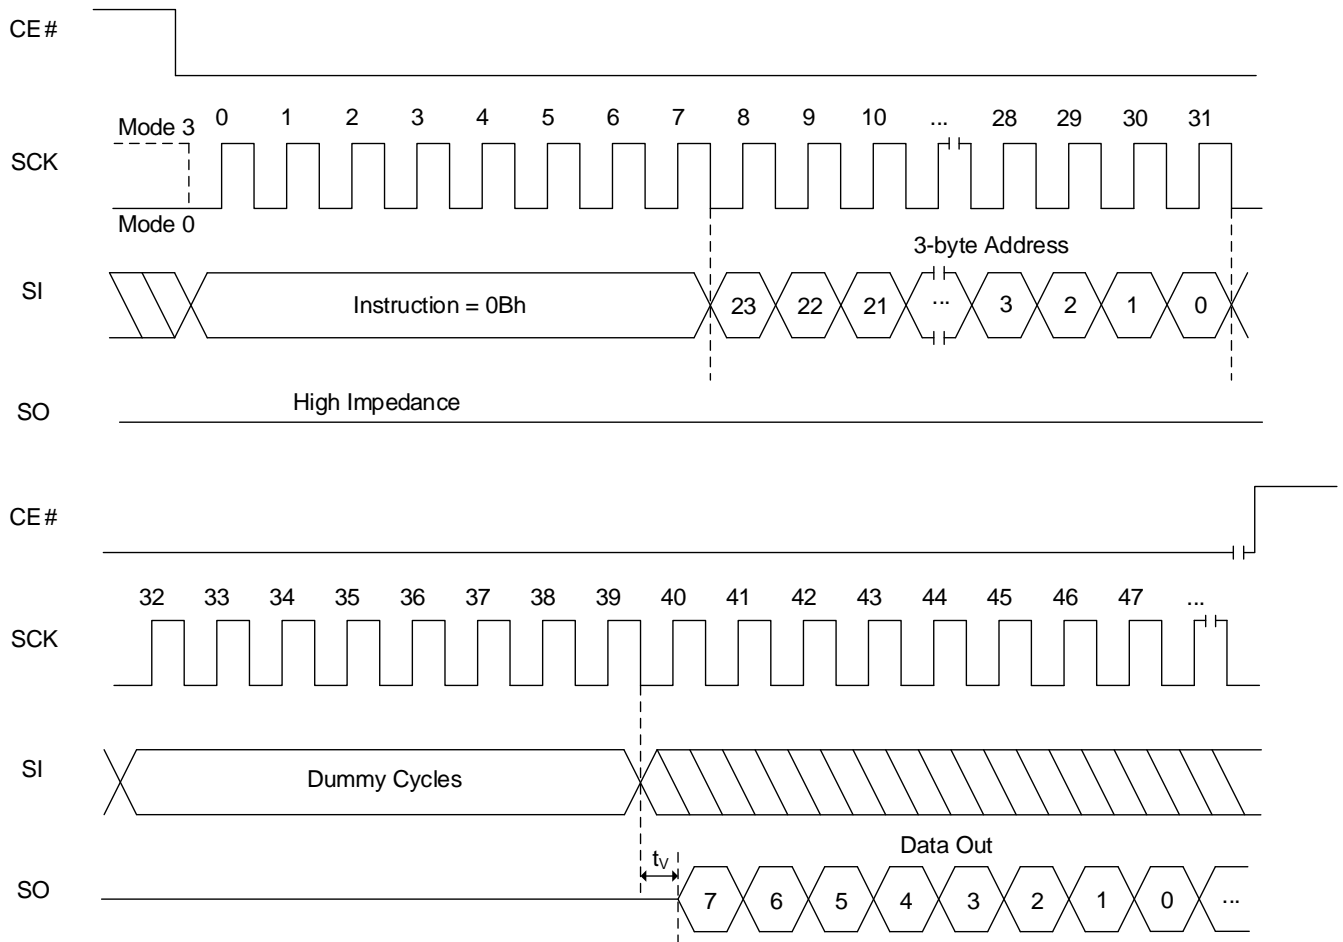 CE#
Mode 3
0 1 2 3 4 5 6 7 8 9 10 ... 28 29 30 31
SCK
Mode 0
3-byte Address
SI
Instruction = 0Bh
23 22 21 ... 3 2 1 0
SO
High Impedance
CE#
32 33 34 35 36 37 38 39 40 41 42 43 44 45 46 47 ...
SCK
SI
Dummy Cycles
Data Out
tV
SO
7 6 5 4 3 2 1 0 ...